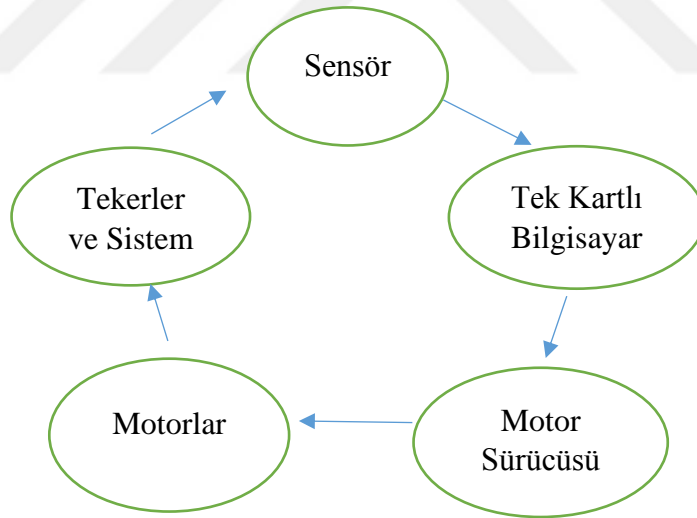 Sensör
Tek Kartlı
Bilgisayar
Motor
Sürücüsü
Motorlar
Tekerler
ve Sistem